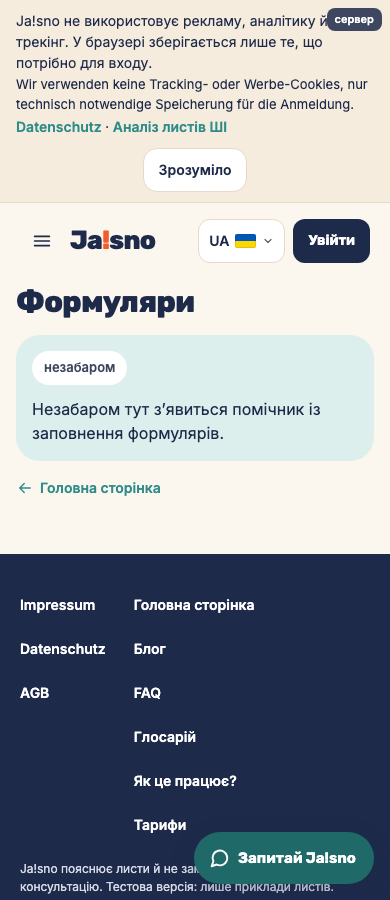 Ja!sno не використовує рекламу, аналітику й
сервер
трекінг. У браузері зберігається лише те, що
потрібно для входу.
Wir verwenden keine Tracking- oder Werbe-Cookies, nur
technisch notwendige Speicherung für die Anmeldung.
Datenschutz · Аналіз листів ШІ
Зрозуміло
Ja!sno
UA
Увійти
Формуляри
незабаром
Незабаром тут з’явиться помічник із
заповнення формулярів.
← Головна сторінка
Impressum
Datenschutz
AGB
Головна сторінка
Блог
FAQ
Глосарій
Як це працює?
Тарифи
Запитай Ja!sno
Ja!sno пояснює листи й не
консультацію. Тестова версія: лише приклади листів.